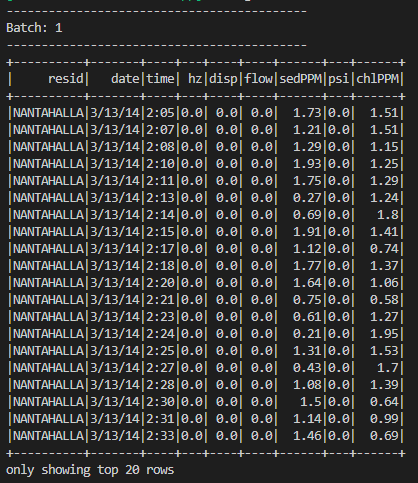 -------------------------------------------
Batch: 1
-------------------------------------------
+---------+-------+----+---+----+----+------+---+------+
|    resid|   date|time| hz|disp|flow|sedPPM|psi|chlPPM|
+---------+-------+----+---+----+----+------+---+------+
|NANTAHALLA|3/13/14|2:05|0.0| 0.0| 0.0|  1.73|0.0|  1.51|
|NANTAHALLA|3/13/14|2:07|0.0| 0.0| 0.0|  1.21|0.0|  1.51|
|NANTAHALLA|3/13/14|2:08|0.0| 0.0| 0.0|  1.29|0.0|  1.15|
|NANTAHALLA|3/13/14|2:10|0.0| 0.0| 0.0|  1.93|0.0|  1.25|
|NANTAHALLA|3/13/14|2:11|0.0| 0.0| 0.0|  1.75|0.0|  1.29|
|NANTAHALLA|3/13/14|2:13|0.0| 0.0| 0.0|  0.27|0.0|  1.24|
|NANTAHALLA|3/13/14|2:14|0.0| 0.0| 0.0|  0.69|0.0|   1.8|
|NANTAHALLA|3/13/14|2:15|0.0| 0.0| 0.0|  1.91|0.0|  1.41|
|NANTAHALLA|3/13/14|2:17|0.0| 0.0| 0.0|  1.12|0.0|  0.74|
|NANTAHALLA|3/13/14|2:18|0.0| 0.0| 0.0|  1.77|0.0|  1.37|
|NANTAHALLA|3/13/14|2:20|0.0| 0.0| 0.0|  1.64|0.0|  1.06|
|NANTAHALLA|3/13/14|2:21|0.0| 0.0| 0.0|  0.75|0.0|  0.58|
|NANTAHALLA|3/13/14|2:23|0.0| 0.0| 0.0|  0.61|0.0|  1.27|
|NANTAHALLA|3/13/14|2:24|0.0| 0.0| 0.0|  0.21|0.0|  1.95|
|NANTAHALLA|3/13/14|2:25|0.0| 0.0| 0.0|  1.31|0.0|  1.53|
|NANTAHALLA|3/13/14|2:27|0.0| 0.0| 0.0|  0.43|0.0|   1.7|
|NANTAHALLA|3/13/14|2:28|0.0| 0.0| 0.0|  1.08|0.0|  1.39|
|NANTAHALLA|3/13/14|2:30|0.0| 0.0| 0.0|   1.5|0.0|  0.64|
|NANTAHALLA|3/13/14|2:31|0.0| 0.0| 0.0|  1.14|0.0|  0.99|
|NANTAHALLA|3/13/14|2:33|0.0| 0.0| 0.0|  1.46|0.0|  0.69|
+---------+-------+----+---+----+----+------+---+------+
only showing top 20 rows